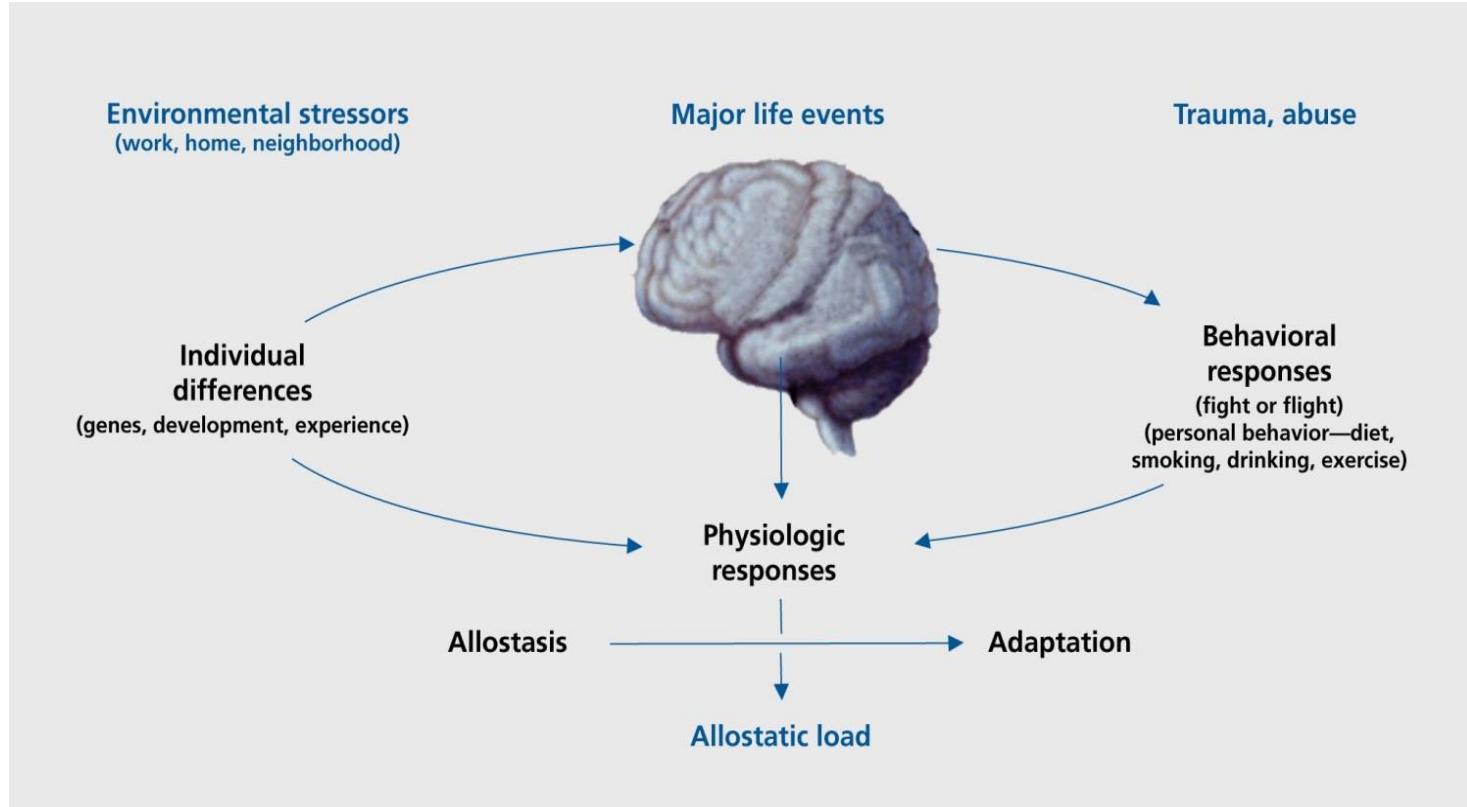 Environmental stressors
(work, home, neighborhood)
Major life events
Trauma, abuse
Individual
differences
(genes, development, experience)
Behavioral
responses
(fight or flight)
(personal behavior—diet,
smoking, drinking, exercise)
Physiologic
responses
Allostasis
Adaptation
Allostatic load